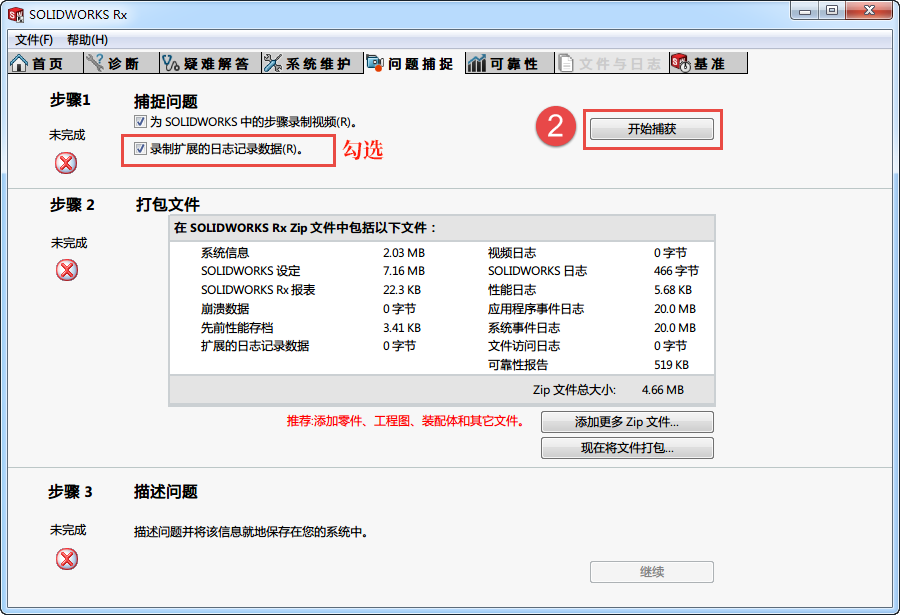 SOLIDWORKS Rx
文件(F) 帮助(H)
首页 诊断 疑难解答 系统维护 问题捕捉 可靠性 文件与日志 基准
步骤1 捕捉问题
为 SOLIDWORKS 中的步骤录制视频(R)。
未完成
录制扩展的日志记录数据(R)。 勾选
2 开始捕获
步骤 2 打包文件
未完成
在 SOLIDWORKS Rx Zip 文件中包括以下文件：
系统信息 2.03 MB 视频日志 0 字节
SOLIDWORKS 设定 7.16 MB SOLIDWORKS 日志 466 字节
SOLIDWORKS Rx 报表 22.3 KB 性能日志 5.68 KB
崩溃数据 0 字节 应用程序事件日志 20.0 MB
先前性能存档 3.41 KB 系统事件日志 20.0 MB
扩展的日志记录数据 0 字节 文件访问日志 0 字节
可靠性报告 519 KB
Zip 文件总大小: 4.66 MB
推荐:添加零件、工程图、装配体和其它文件。 添加更多 Zip 文件...
现在将文件打包...
步骤 3 描述问题
未完成
描述问题并将该信息就地保存在您的系统中。
继续